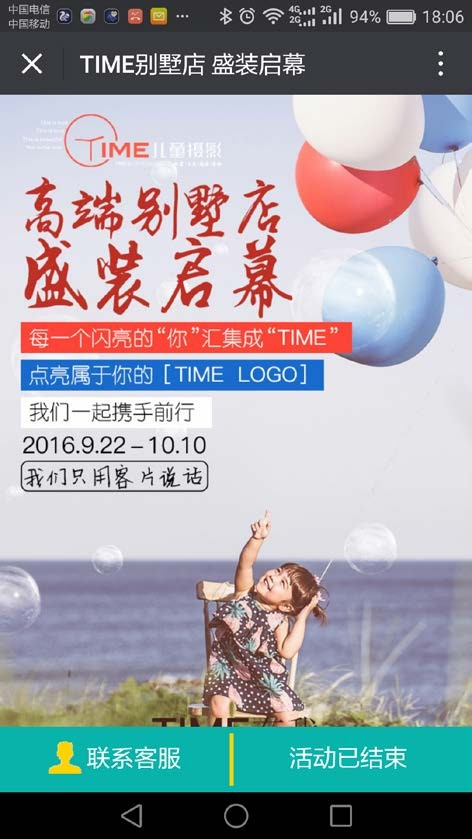 中国电信
中国移动
4G
2G
2G
94%
18:06
TIME别墅店 盛装启幕
TIME儿童摄影
高端别墅店
盛装启幕
每一个闪亮的“你”汇集成“TIME”
点亮属于你的[TIME LOGO]
我们一起携手前行
2016.9.22－10.10
我们只用客片说话
联系客服
活动已结束